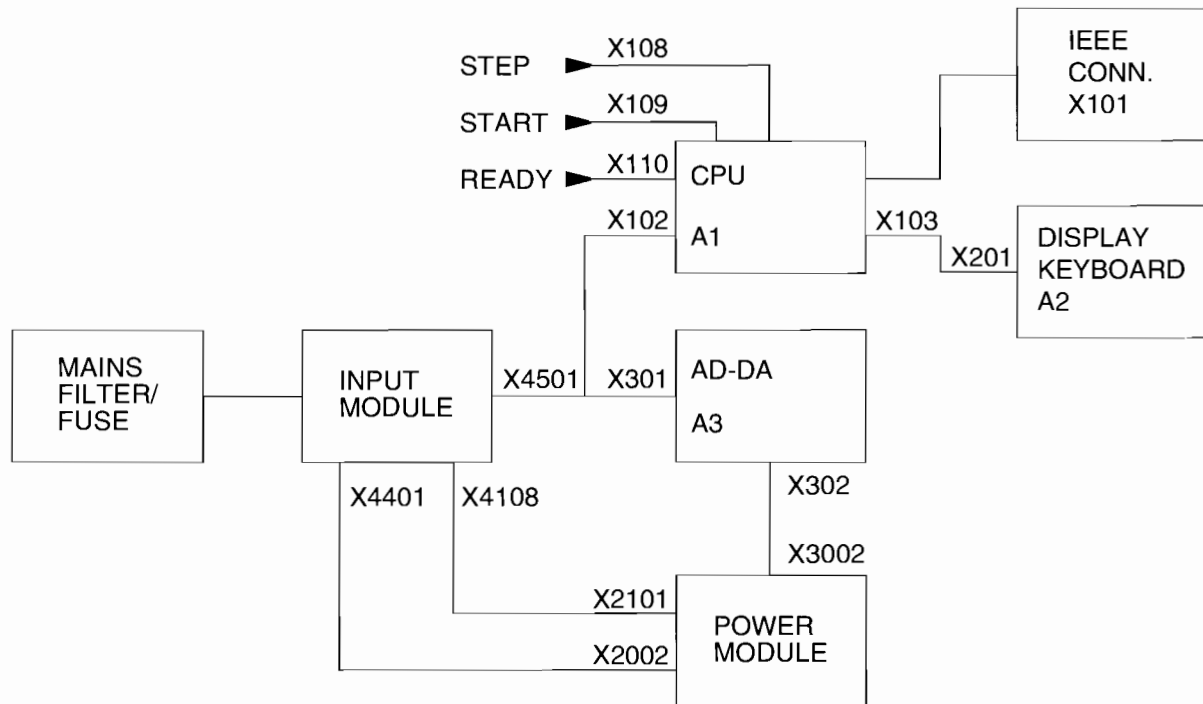 STEP
X108
START
X109
READY
X110
X102
CPU
A1
IEEE
CONN.
X101
X103
X201
DISPLAY
KEYBOARD
A2
MAINS
FILTER/
FUSE
INPUT
MODULE
X4501
X301
AD-DA
A3
X4401
X4108
X302
X3002
X2101
X2002
POWER
MODULE